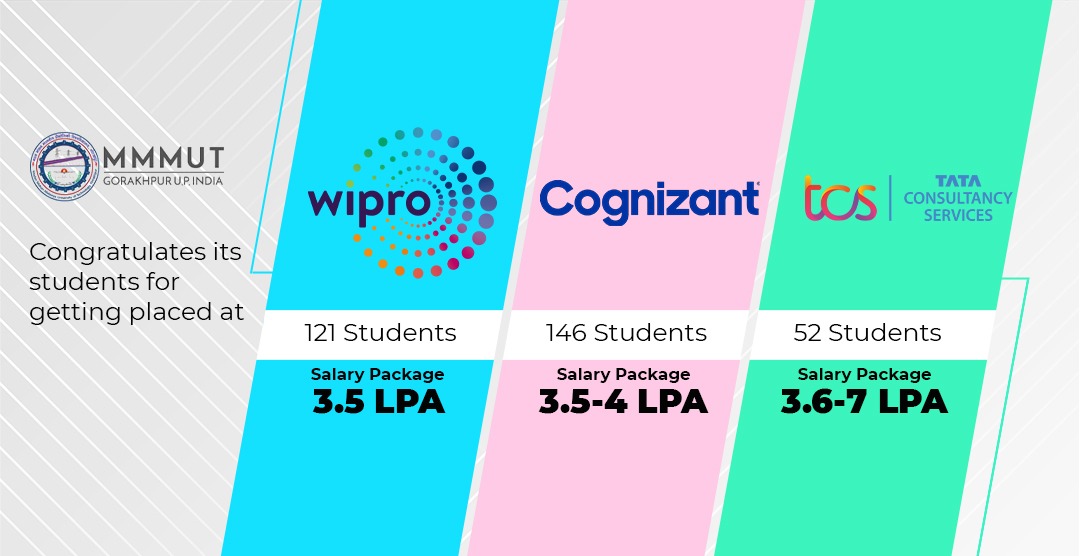 MMMUT
GORAKHPUR U.P. INDIA
Congratulates its
students for
getting placed at
wipro
121 Students
Salary Package
3.5 LPA
Cognizant
146 Students
Salary Package
3.5-4 LPA
tcs
TATA
CONSULTANCY
SERVICES
52 Students
Salary Package
3.6-7 LPA